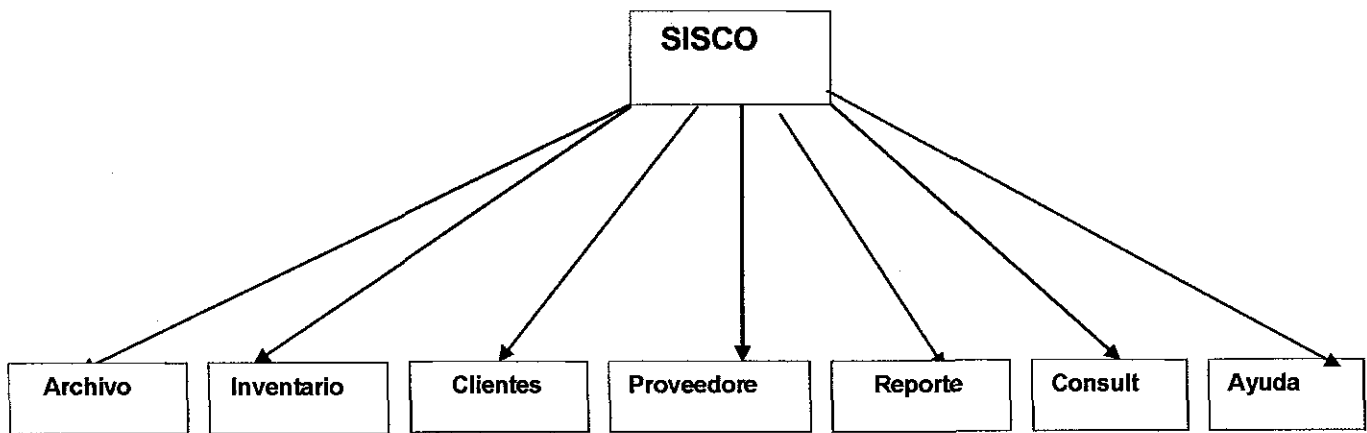 SISCO
Archivo
Inventario
Clientes
Proveedore
Reporte
Consult
Ayuda